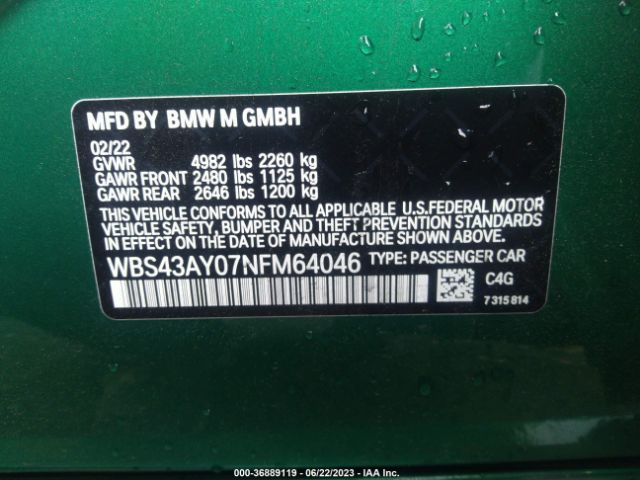 MFD BY BMW M GMBH
02/22
GVWR 4982 lbs 2260 kg
GAWR FRONT 2480 lbs 1125 kg
GAWR REAR 2646 lbs 1200 kg
THIS VEHICLE CONFORMS TO ALL APPLICABLE U.S.FEDERAL MOTOR
VEHICLE SAFETY, BUMPER, AND THEFT PREVENTION STANDARDS
IN EFFECT ON THE DATE OF MANUFACTURE SHOWN ABOVE.
WBS43AY07NFM64046 TYPE: PASSENGER CAR
C4G
7 315 814
000-36889119 - 06/22/2023 - IAA Inc.